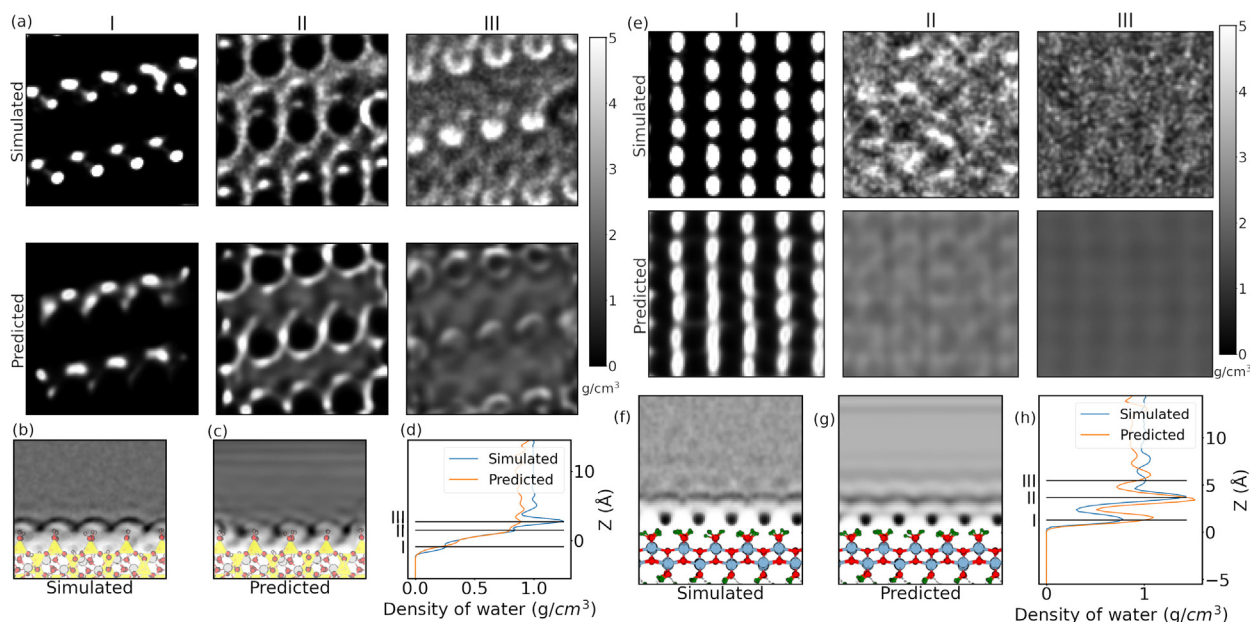 (a)
I
II
III
Simulated
Predicted
5
4
3
2
1
0
g/cm³
(b)
Simulated
(c)
Predicted
(d)
Simulated
Predicted
III
II
I
10
0
Z (Å)
0.0
0.5
1.0
Density of water (g/cm³)
(e)
I
II
III
Simulated
Predicted
5
4
3
2
1
0
g/cm³
(f)
Simulated
(g)
Predicted
(h)
Simulated
Predicted
III
II
I
10
5
0
−5
Z (Å)
0
1
Density of water (g/cm³)